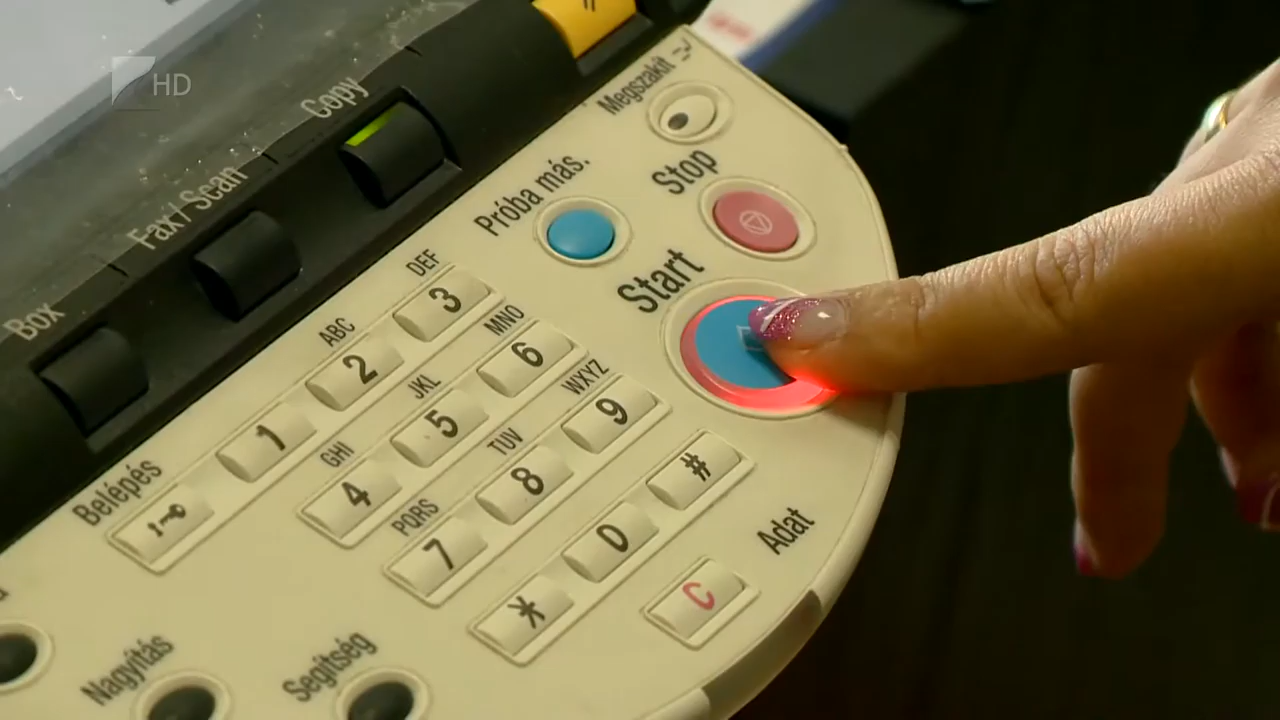 HD
Copy
Fax / Scan
Box
Megszakít
Stop
Próba más.
Start
ABC
DEF
1
2
3
GHI
JKL
MNO
4
5
6
PQRS
TUV
WXYZ
7
8
9
*
0
#
C
Belépés
Adat
Nagyítás
Segítség